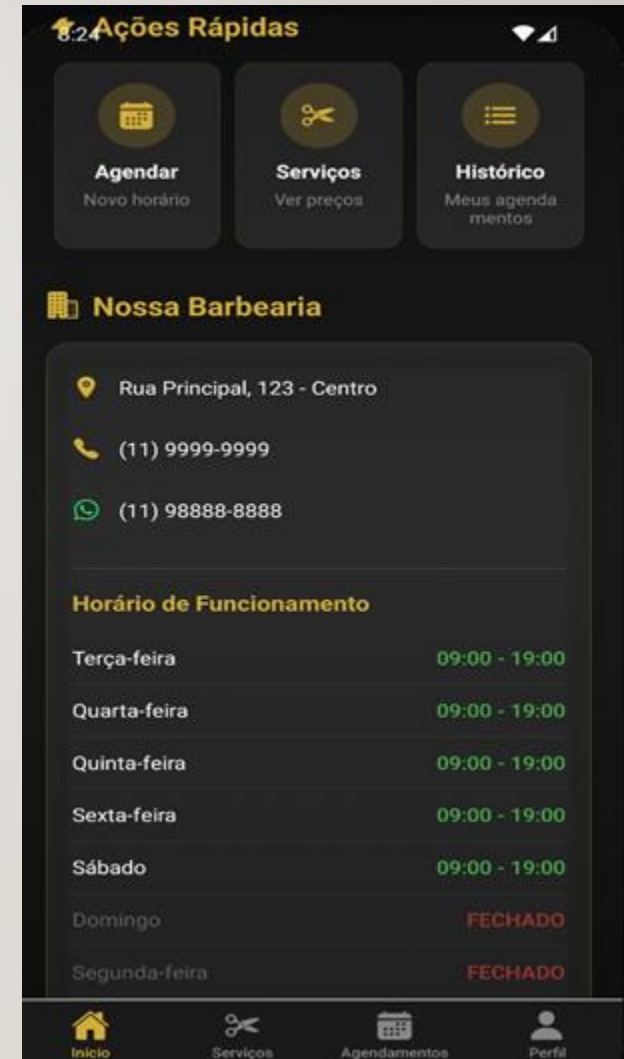 8:24
Ações Rápidas
Agendar
Novo horário
Serviços
Ver preços
Histórico
Meus agenda
mentos
Nossa Barbearia
Rua Principal, 123 - Centro
(11) 9999-9999
(11) 98888-8888
Horário de Funcionamento
Terça-feira 09:00 - 19:00
Quarta-feira 09:00 - 19:00
Quinta-feira 09:00 - 19:00
Sexta-feira 09:00 - 19:00
Sábado 09:00 - 19:00
Domingo FECHADO
Segunda-feira FECHADO
Início Serviços Agendamentos Perfil